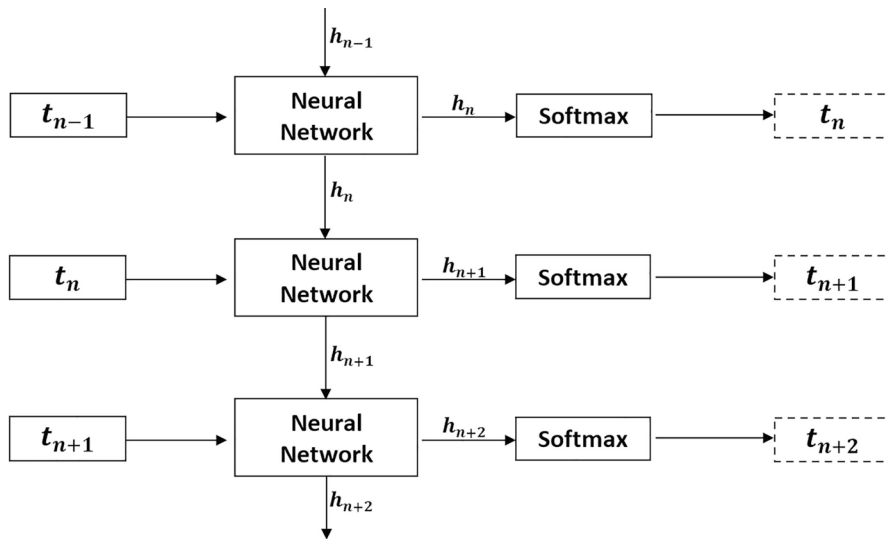 h_{n-1}
t_{n-1}
Neural
Network
h_n
Softmax
t_n
h_n
t_n
Neural
Network
h_{n+1}
Softmax
t_{n+1}
h_{n+1}
t_{n+1}
Neural
Network
h_{n+2}
Softmax
t_{n+2}
h_{n+2}